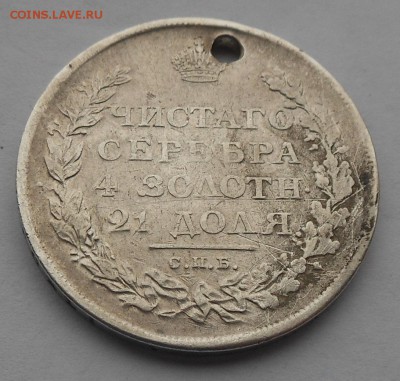 COINS.LAVE.RU
ЧИСТАГО
СЕРЕБРА
4 ЗОЛОТН.
21 ДОЛЯ
С.П.Б.